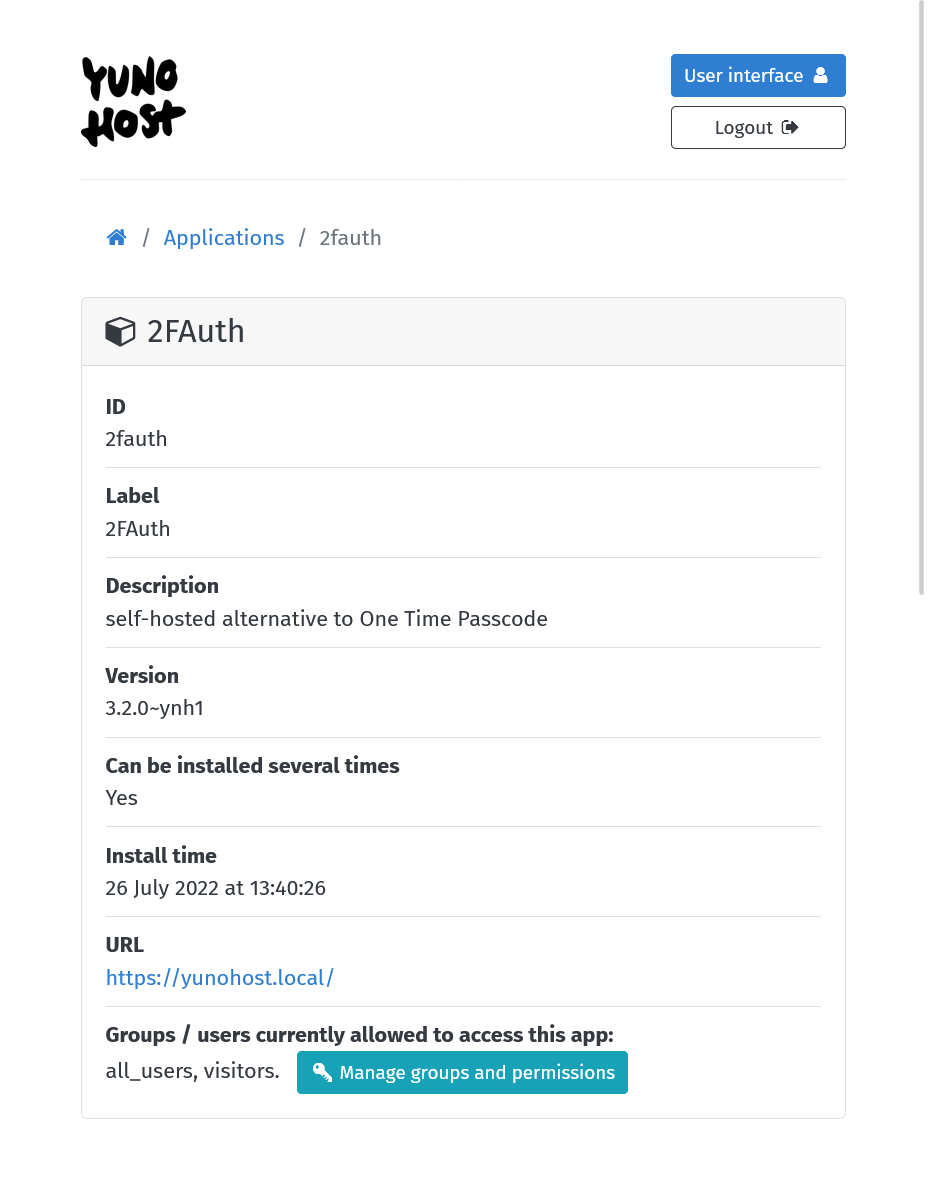 YUNO
HOST
User interface
Logout
/ Applications / 2fauth
2FAuth
ID
2fauth
Label
2FAuth
Description
self-hosted alternative to One Time Passcode
Version
3.2.0~ynh1
Can be installed several times
Yes
Install time
26 July 2022 at 13:40:26
URL
https://yunohost.local/
Groups / users currently allowed to access this app:
all_users, visitors. Manage groups and permissions